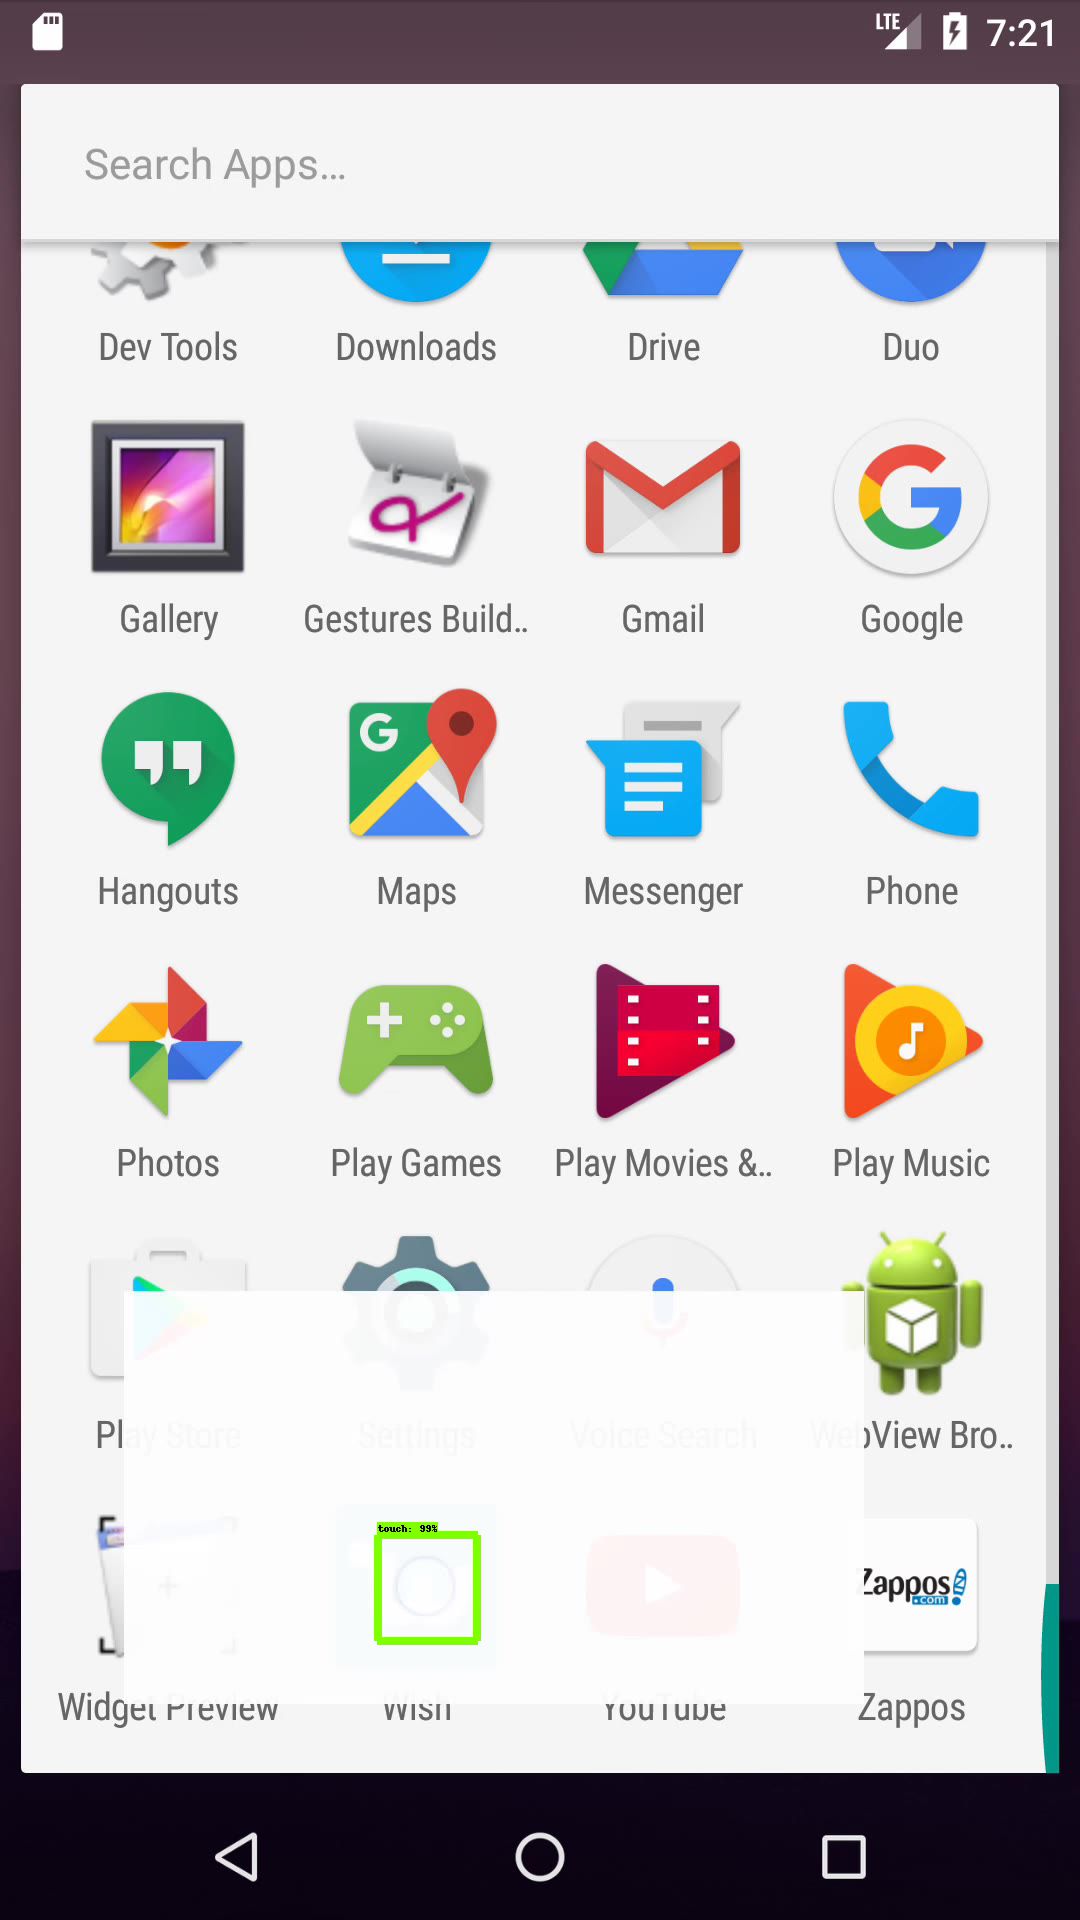 LTE 7:21
Search Apps…
Dev Tools Downloads Drive Duo
Gallery Gestures Build.. Gmail Google
Hangouts Maps Messenger Phone
Photos Play Games Play Movies &.. Play Music
Play Store Settings Voice Search WebView Bro..
touch: 99%
Zappos
.com
Widget Preview Wish YouTube Zappos